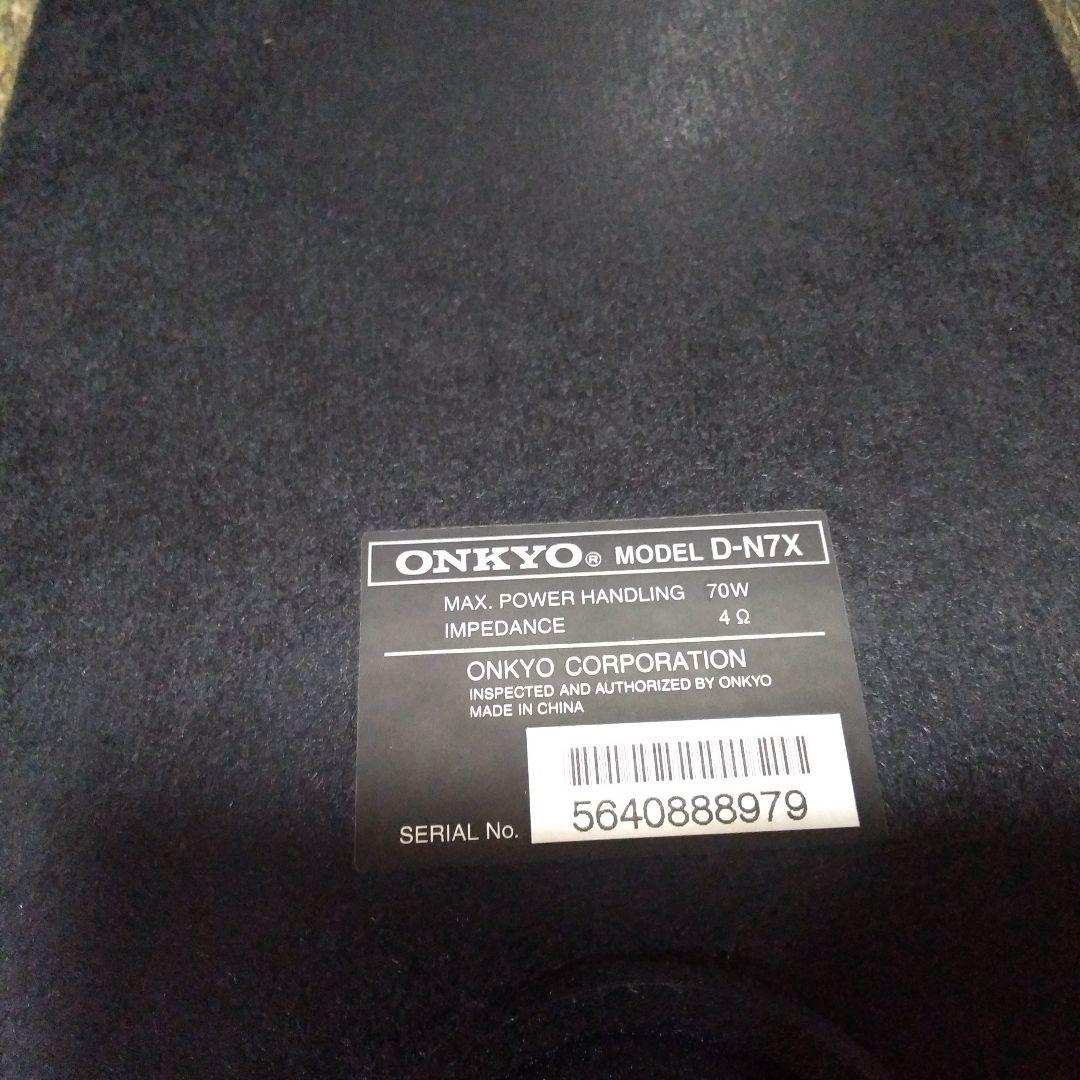 ONKYO® MODEL D-N7X
MAX. POWER HANDLING 70W
IMPEDANCE 4 Ω
ONKYO CORPORATION
INSPECTED AND AUTHORIZED BY ONKYO
MADE IN CHINA
SERIAL No. 5640888979